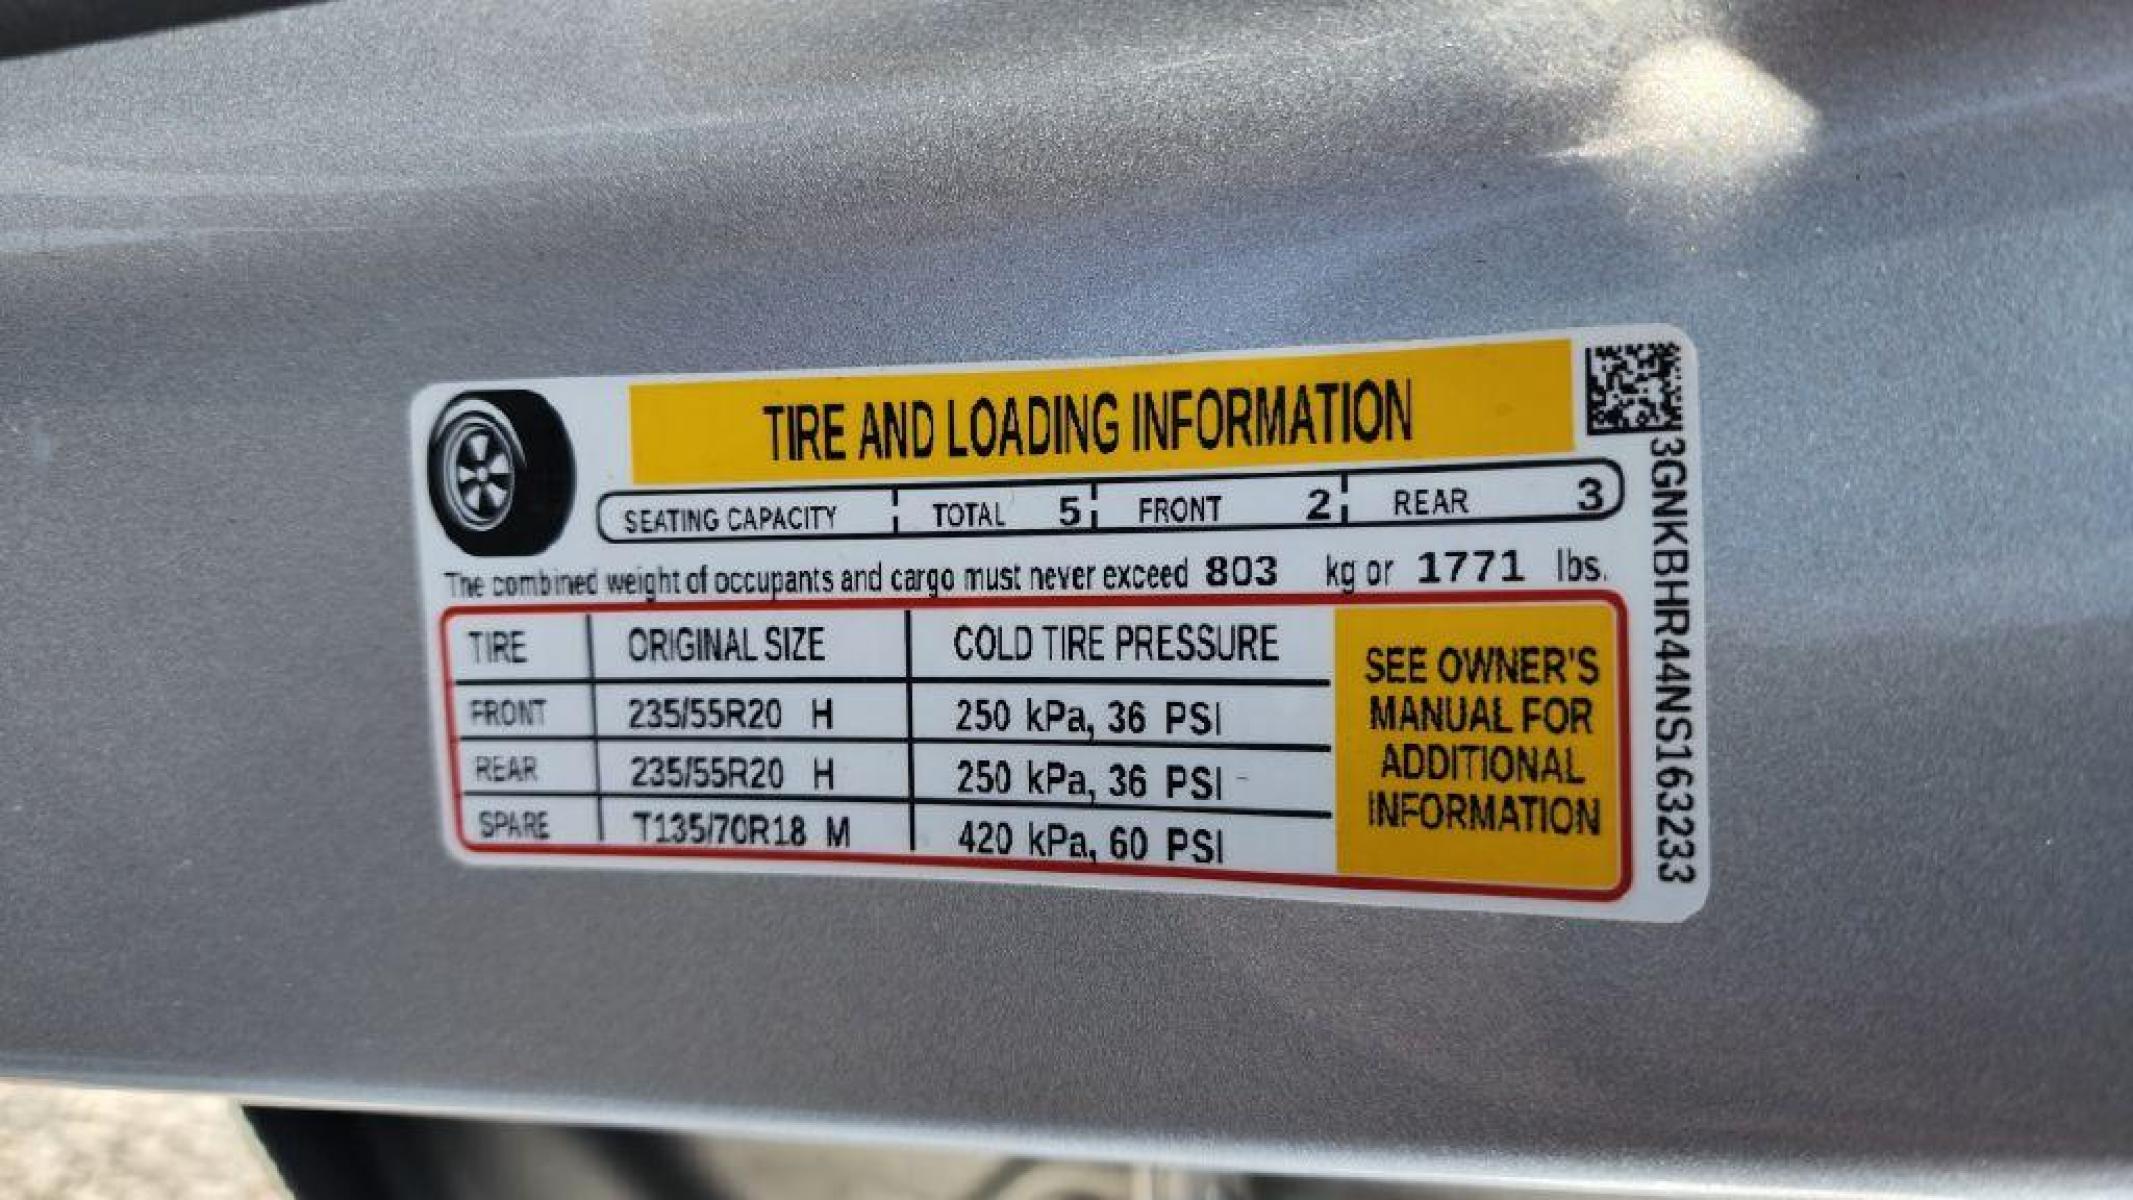 TIRE AND LOADING INFORMATION
SEATING CAPACITY TOTAL 5 FRONT 2 REAR 3
The combined weight of occupants and cargo must never exceed 803 kg or 1771 lbs.
TIRE ORIGINAL SIZE COLD TIRE PRESSURE
FRONT 235/55R20 H 250 kPa, 36 PSI
REAR 235/55R20 H 250 kPa, 36 PSI
SPARE T135/70R18 M 420 kPa, 60 PSI
SEE OWNER'S
MANUAL FOR
ADDITIONAL
INFORMATION
3GNKBHR44NS163233